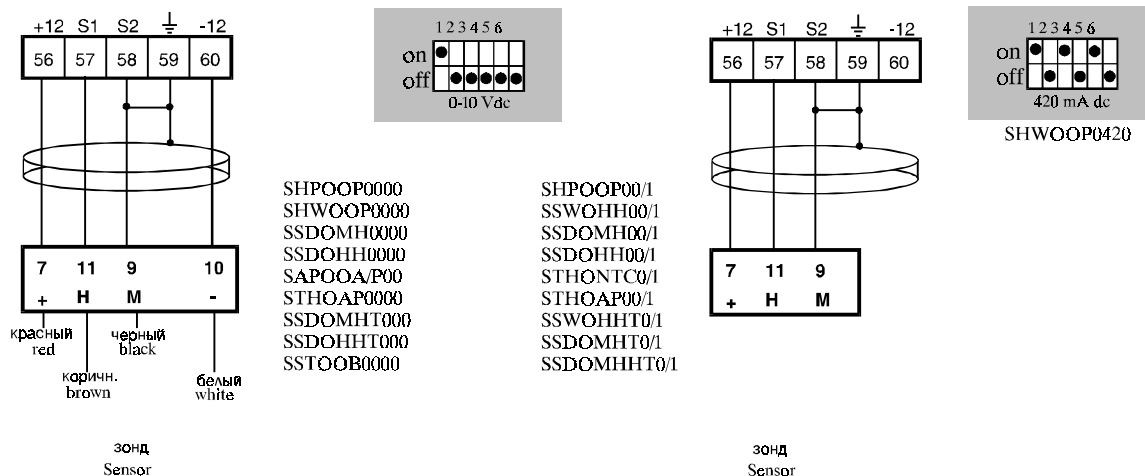 +12 S1 S2 -12
56 57 58 59 60
7 11 9 10
+ H M -
красный черный
red black
коричн. белый
brown white
зонд
Sensor
1 2 3 4 5 6
on
off
0-10 Vdc
SHPOOP0000
SHWOOP0000
SSDOMH0000
SSDOHH0000
SAPOOA/P00
STHOAP0000
SSDOMHT000
SSDOHHT000
SSTOOB0000
SHPOOP00/1
SSWOHH00/1
SSDOMH00/1
SSDOHH00/1
STHONTC0/1
STHOAP00/1
SSWOHHT0/1
SSDOMHT0/1
SSDOMHHT0/1
+12 S1 S2 -12
56 57 58 59 60
7 11 9
+ H M
зонд
Sensor
1 2 3 4 5 6
on
off
420 mA dc
SHWOOP0420